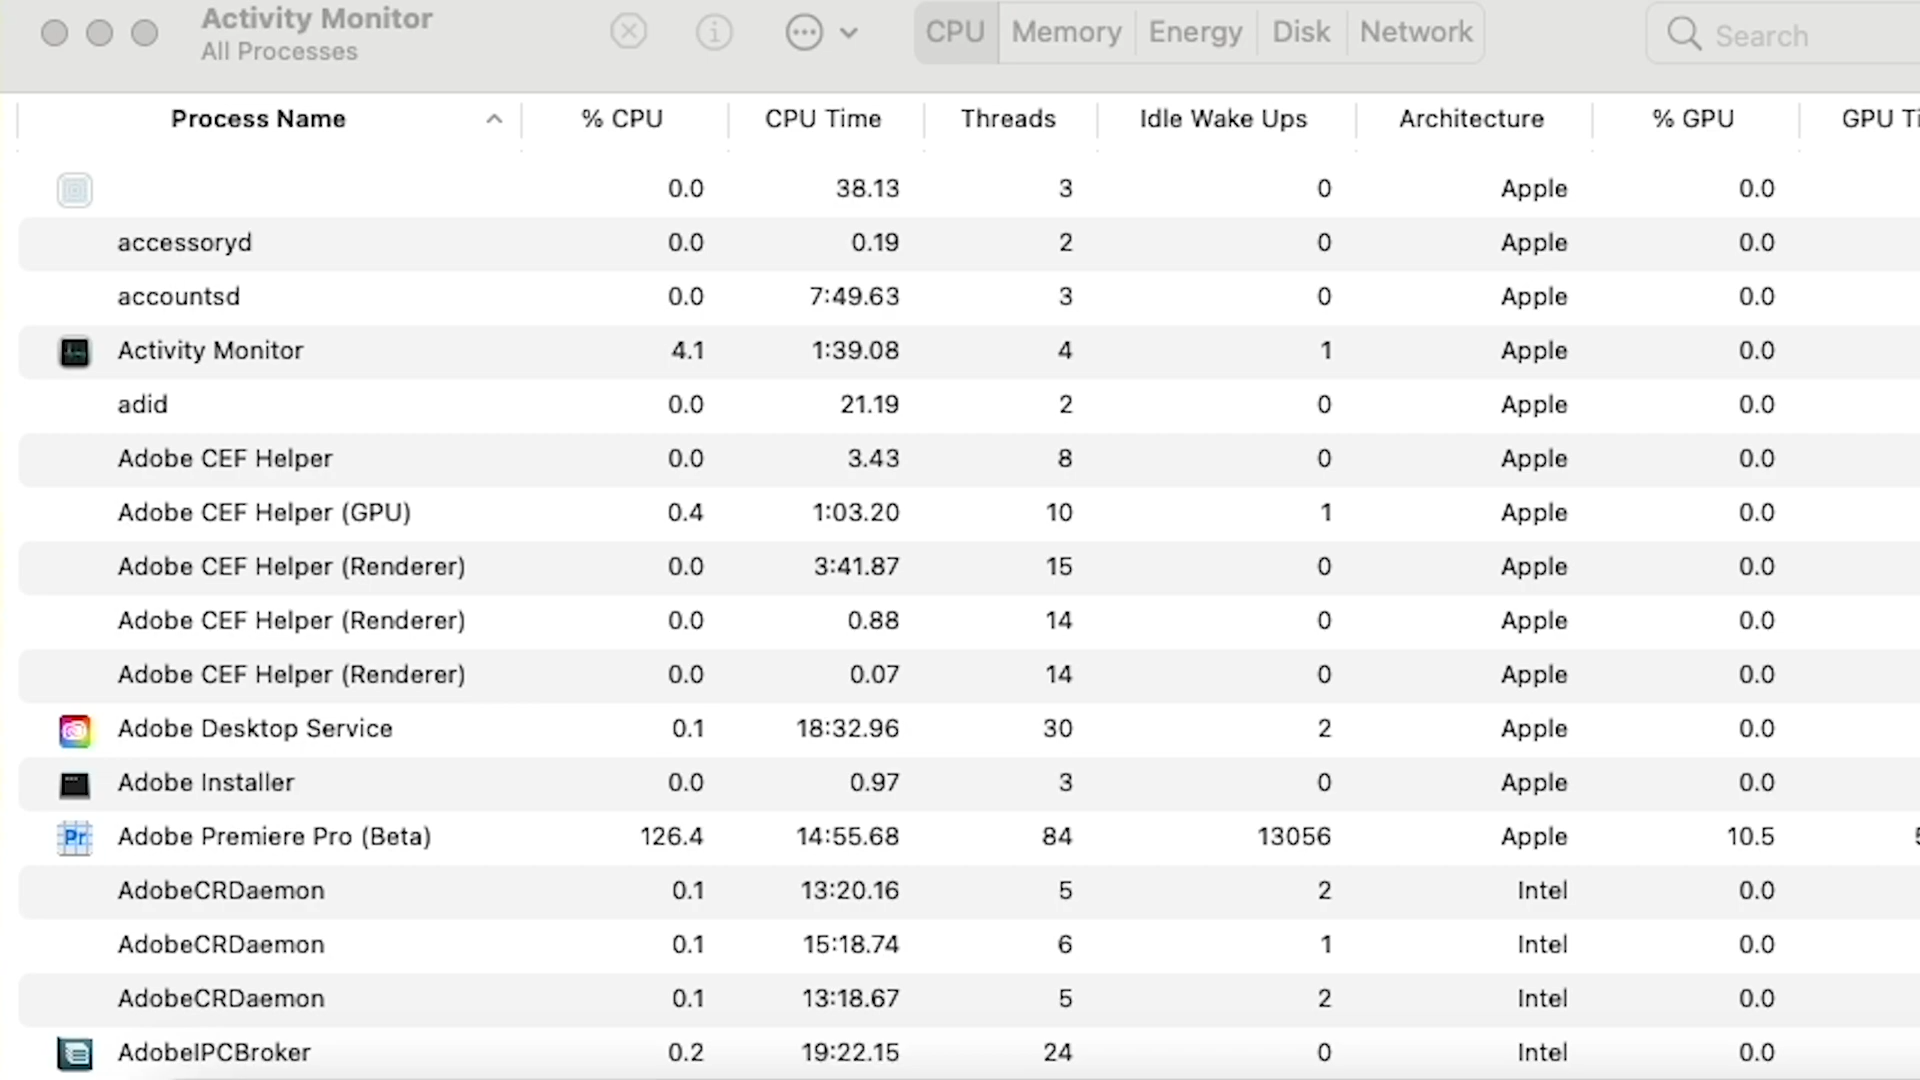 Activity Monitor
All Processes
CPU Memory Energy Disk Network
Search
Process Name % CPU CPU Time Threads Idle Wake Ups Architecture % GPU GPU Ti
0.0 38.13 3 0 Apple 0.0
accessoryd 0.0 0.19 2 0 Apple 0.0
accountsd 0.0 7:49.63 3 0 Apple 0.0
Activity Monitor 4.1 1:39.08 4 1 Apple 0.0
adid 0.0 21.19 2 0 Apple 0.0
Adobe CEF Helper 0.0 3.43 8 0 Apple 0.0
Adobe CEF Helper (GPU) 0.4 1:03.20 10 1 Apple 0.0
Adobe CEF Helper (Renderer) 0.0 3:41.87 15 0 Apple 0.0
Adobe CEF Helper (Renderer) 0.0 0.88 14 0 Apple 0.0
Adobe CEF Helper (Renderer) 0.0 0.07 14 0 Apple 0.0
Adobe Desktop Service 0.1 18:32.96 30 2 Apple 0.0
Adobe Installer 0.0 0.97 3 0 Apple 0.0
Pr Adobe Premiere Pro (Beta) 126.4 14:55.68 84 13056 Apple 10.5
AdobeCRDaemon 0.1 13:20.16 5 2 Intel 0.0
AdobeCRDaemon 0.1 15:18.74 6 1 Intel 0.0
AdobeCRDaemon 0.1 13:18.67 5 2 Intel 0.0
AdobeIPCBroker 0.2 19:22.15 24 0 Intel 0.0